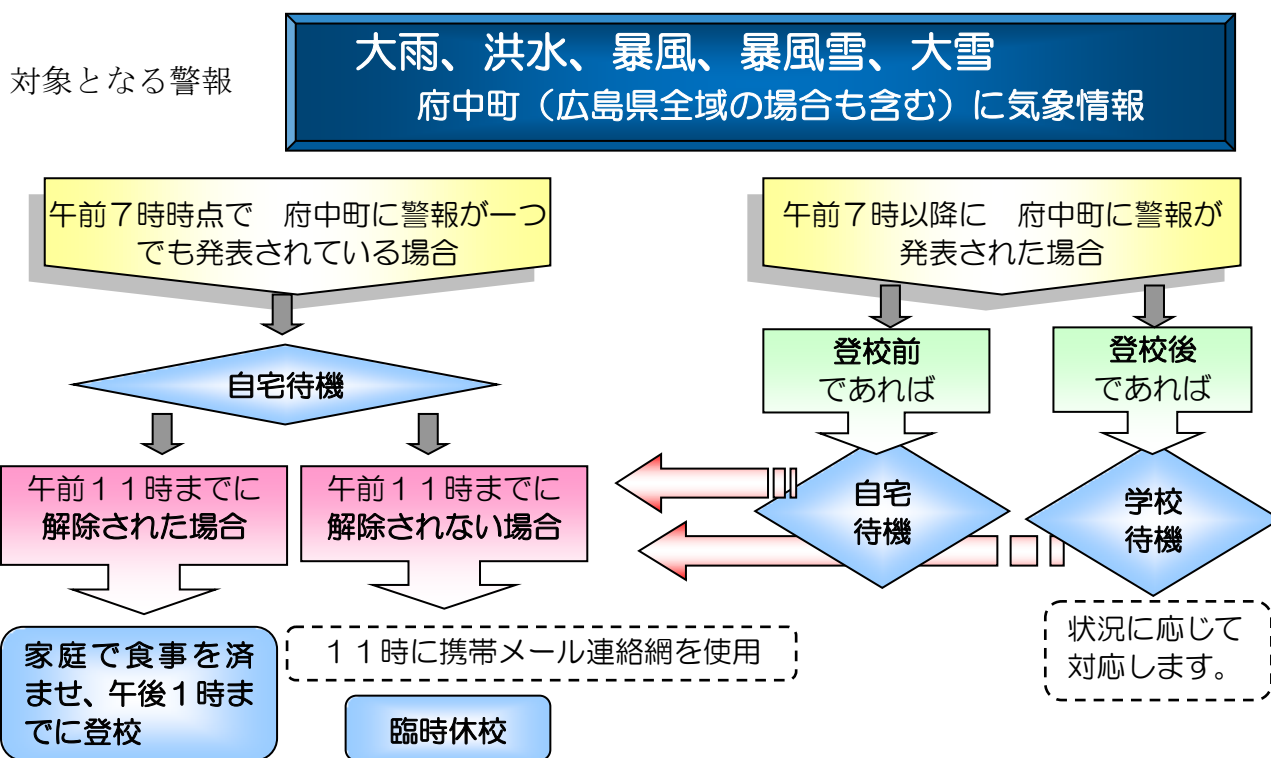 対象となる警報
大雨、洪水、暴風、暴風雪、大雪
府中町（広島県全域の場合も含む）に気象情報
午前７時時点で　府中町に警報が一つ
でも発表されている場合
自宅待機
午前１１時までに
解除された場合
午前１１時までに
解除されない場合
家庭で食事を済
ませ、午後１時ま
でに登校
１１時に携帯メール連絡網を使用
臨時休校
午前７時以降に　府中町に警報が
発表された場合
登校前
であれば
自宅
待機
登校後
であれば
学校
待機
状況に応じて
対応します。